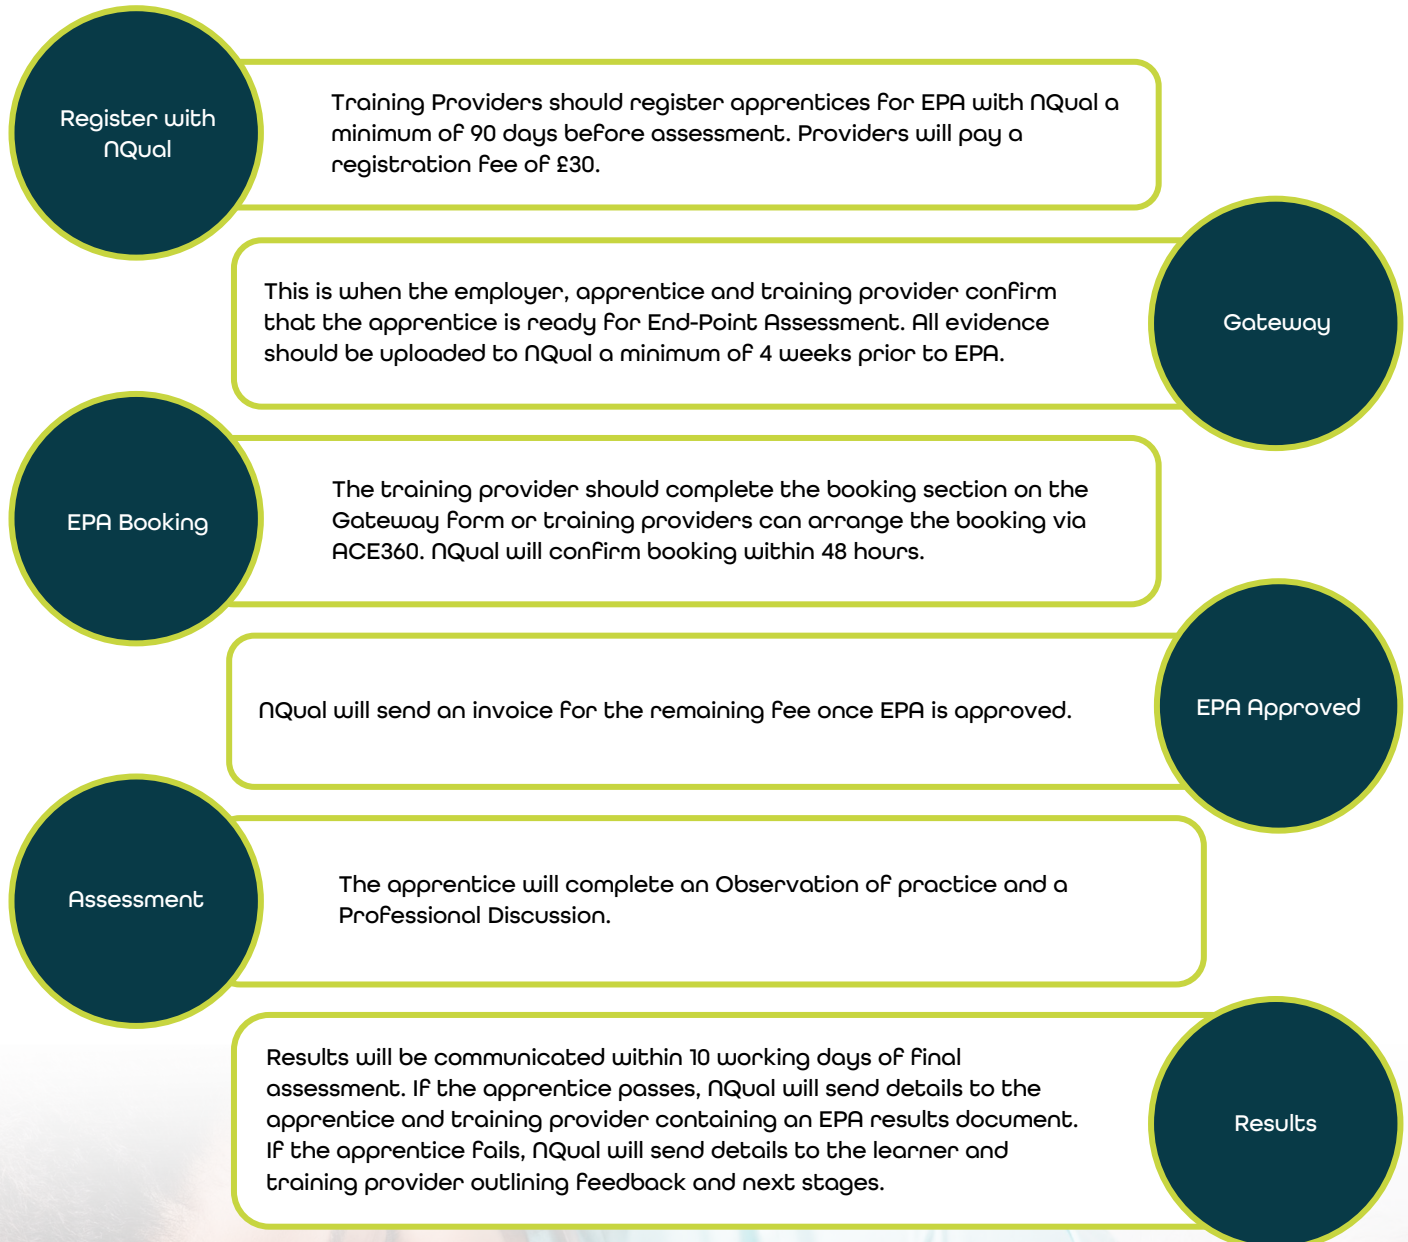 Register with
NQual
Training Providers should register apprentices for EPA with NQual a
minimum of 90 days before assessment. Providers will pay a
registration fee of £30.
This is when the employer, apprentice and training provider confirm
that the apprentice is ready for End-Point Assessment. All evidence
should be uploaded to NQual a minimum of 4 weeks prior to EPA.
Gateway
EPA Booking
The training provider should complete the booking section on the
Gateway form or training providers can arrange the booking via
ACE360. NQual will confirm booking within 48 hours.
NQual will send an invoice for the remaining fee once EPA is approved.
EPA Approved
Assessment
The apprentice will complete an Observation of practice and a
Professional Discussion.
Results will be communicated within 10 working days of final
assessment. If the apprentice passes, NQual will send details to the
apprentice and training provider containing an EPA results document.
If the apprentice fails, NQual will send details to the learner and
training provider outlining feedback and next stages.
Results